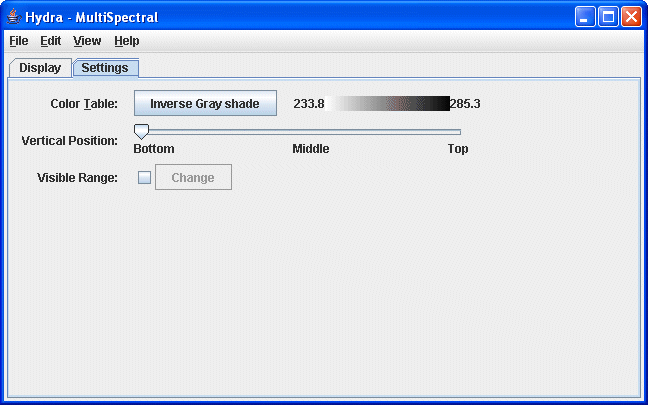 Hydra - MultiSpectral
File Edit View Help
Display Settings
Color Table: Inverse Gray shade 233.8 285.3
Vertical Position:
Bottom Middle Top
Visible Range: Change